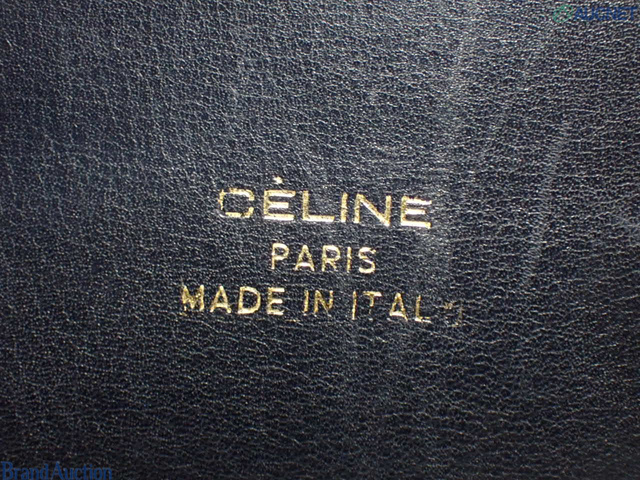 CÉLINE
PARIS
MADE IN ITALY
Brand Auction